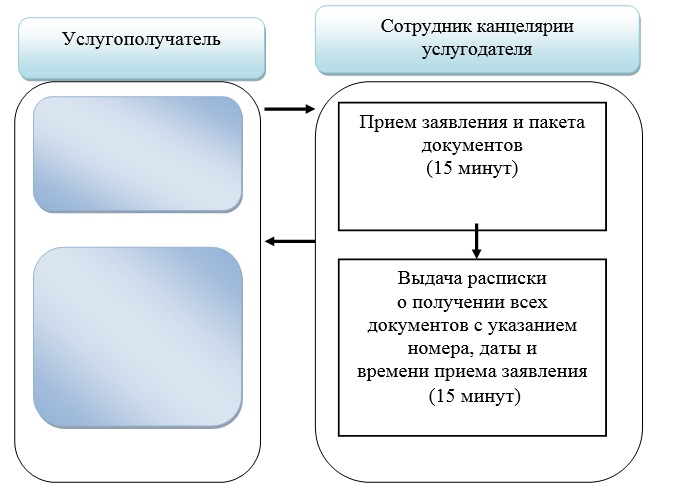 Услугополучатель
Сотрудник канцелярии
услугодателя
Прием заявления и пакета
документов
(15 минут)
Выдача расписки
о получении всех
документов с указанием
номера, даты и
времени приема заявления
(15 минут)